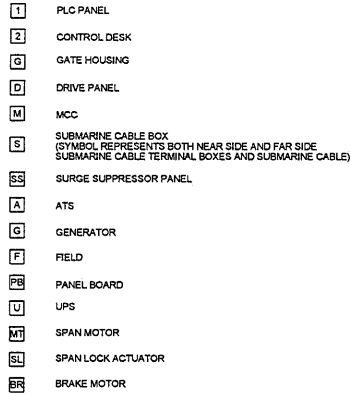 1 PLC PANEL
2 CONTROL DESK
G GATE HOUSING
D DRIVE PANEL
M MCC
S SUBMARINE CABLE BOX
(SYMBOL REPRESENTS BOTH NEAR SIDE AND FAR SIDE
SUBMARINE CABLE TERMINAL BOXES AND SUBMARINE CABLE)
SS SURGE SUPPRESSOR PANEL
A ATS
G GENERATOR
F FIELD
PB PANEL BOARD
U UPS
MT SPAN MOTOR
SL SPAN LOCK ACTUATOR
BR BRAKE MOTOR